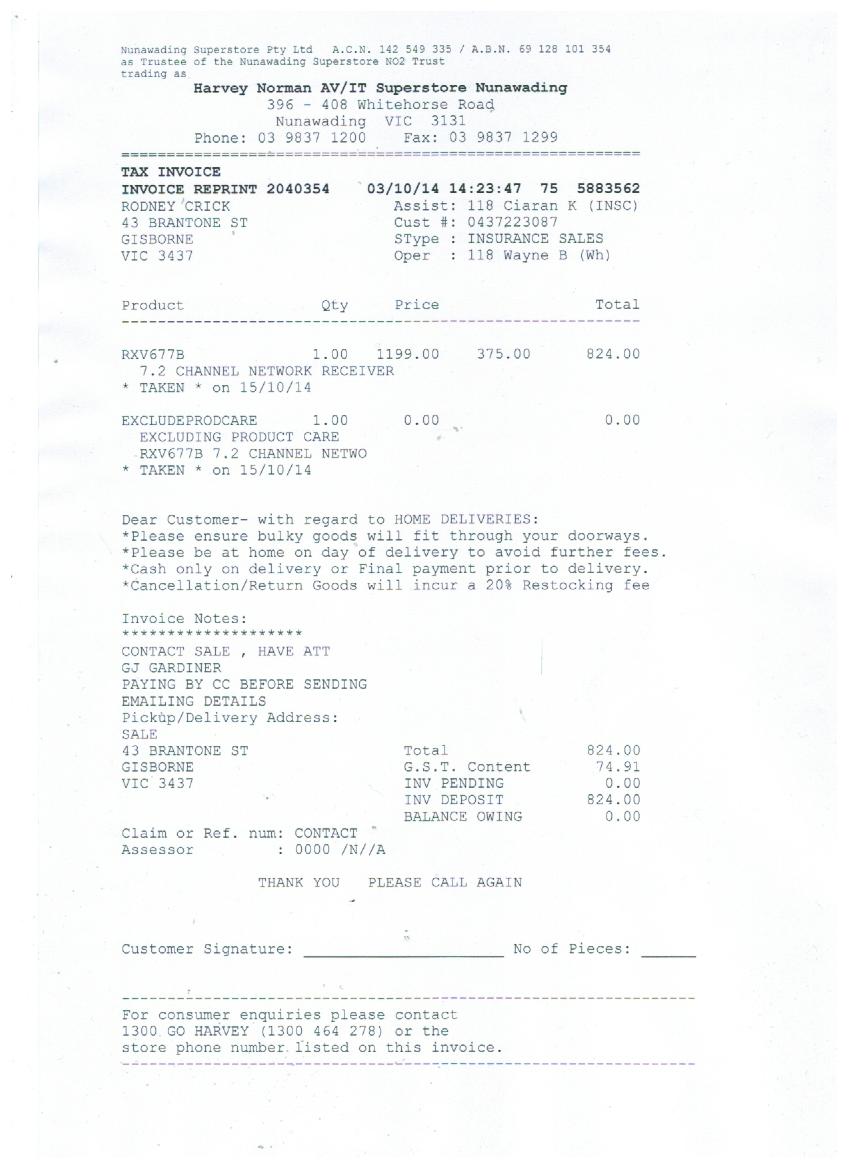 Nunawading Superstore Pty Ltd A.C.N. 142 549 335 / A.B.N. 69 128 101 354
as Trustee of the Nunawading Superstore NO2 Trust
trading as
Harvey Norman AV/IT Superstore Nunawading
396 - 408 Whitehorse Road
Nunawading VIC 3131
Phone: 03 9837 1200 Fax: 03 9837 1299
=========================================================
TAX INVOICE
INVOICE REPRINT 2040354 03/10/14 14:23:47 75 5883562
RODNEY CRICK Assist: 118 Ciaran K (INSC)
43 BRANTONE ST Cust #: 0437223087
GISBORNE SType : INSURANCE SALES
VIC 3437 Oper : 118 Wayne B (Wh)
Product Qty Price Total
---------------------------------------------------------
RXV677B 1.00 1199.00 375.00 824.00
7.2 CHANNEL NETWORK RECEIVER
* TAKEN * on 15/10/14
EXCLUDEPRODCARE 1.00 0.00 0.00
EXCLUDING PRODUCT CARE
RXV677B 7.2 CHANNEL NETWO
* TAKEN * on 15/10/14
Dear Customer- with regard to HOME DELIVERIES:
*Please ensure bulky goods will fit through your doorways.
*Please be at home on day of delivery to avoid further fees.
*Cash only on delivery or Final payment prior to delivery.
*Cancellation/Return Goods will incur a 20% Restocking fee
Invoice Notes:
********************
CONTACT SALE , HAVE ATT
GJ GARDINER
PAYING BY CC BEFORE SENDING
EMAILING DETAILS
Pickup/Delivery Address:
SALE
43 BRANTONE ST Total 824.00
GISBORNE G.S.T. Content 74.91
VIC 3437 INV PENDING 0.00
INV DEPOSIT 824.00
BALANCE OWING 0.00
Claim or Ref. num: CONTACT
Assessor : 0000 /N//A
THANK YOU PLEASE CALL AGAIN
Customer Signature: ______________________ No of Pieces: ______
---------------------------------------------------------------
For consumer enquiries please contact
1300 GO HARVEY (1300 464 278) or the
store phone number listed on this invoice.
---------------------------------------------------------------